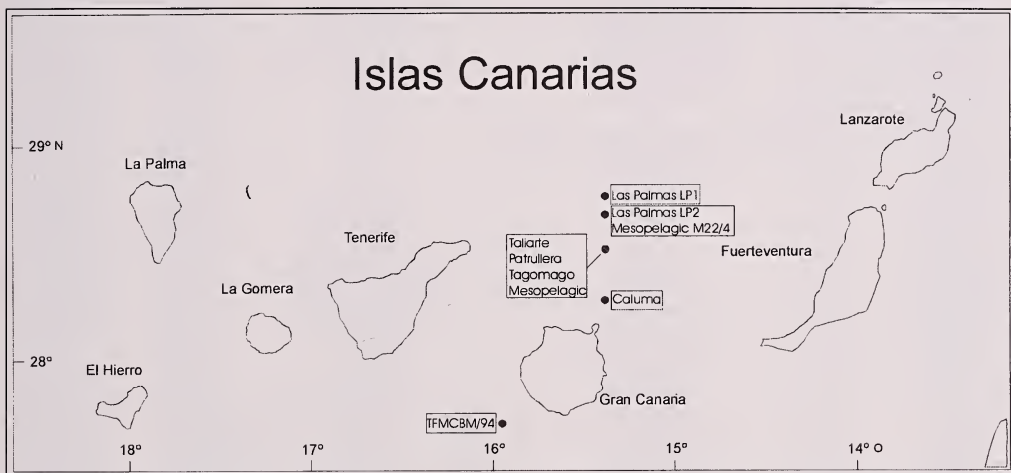 Islas Canarias
Lanzarote
29° N
La Palma
Las Palmas LP1
Las Palmas LP2
Mesopelagic M22/4
Tenerife
Taliarte
Patrullera
Tagomago
Mesopelagic
Fuerteventura
La Gomera
Caluma
28°
El Hierro
Gran Canaria
TFMCBM/94
18°
17°
16°
15°
14° O